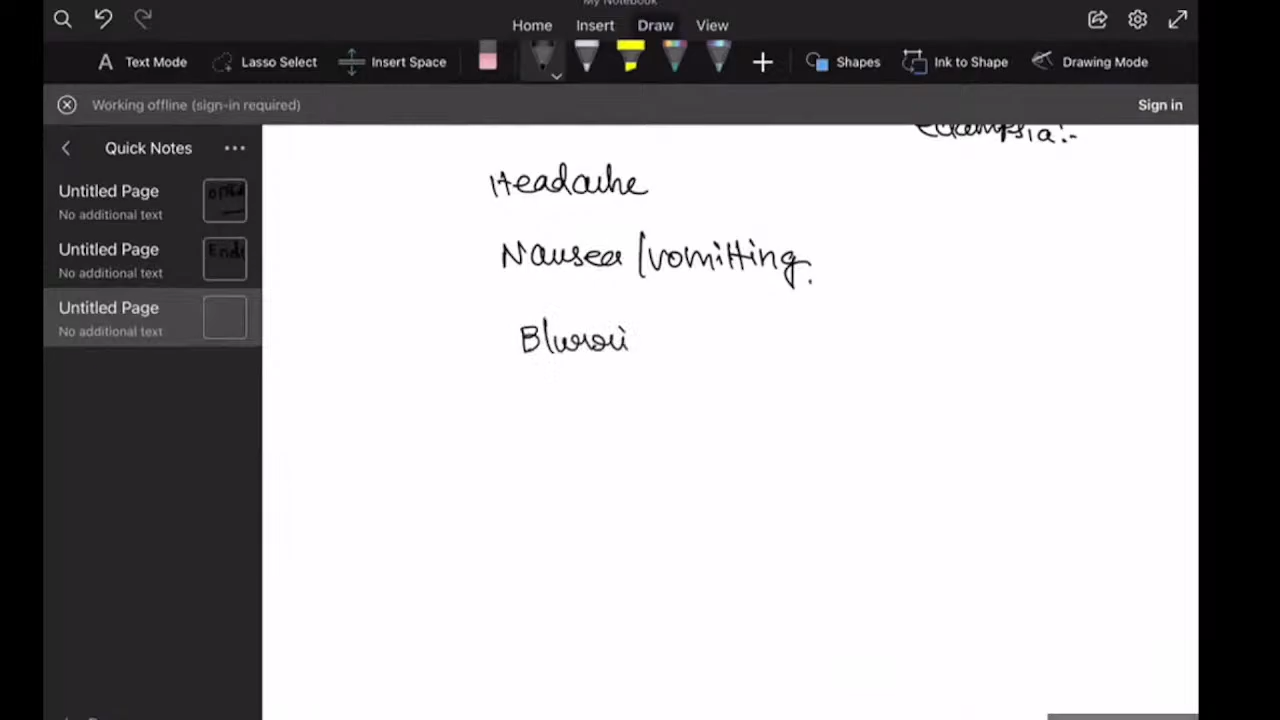 My Notebook
Home Insert Draw View
Text Mode Lasso Select Insert Space Shapes Ink to Shape Drawing Mode
Working offline (sign-in required) Sign in
Quick Notes
Untitled Page
No additional text
Untitled Page
No additional text
Untitled Page
No additional text
eclampsia:-
Headache
Nausea /vomitting.
Blurri